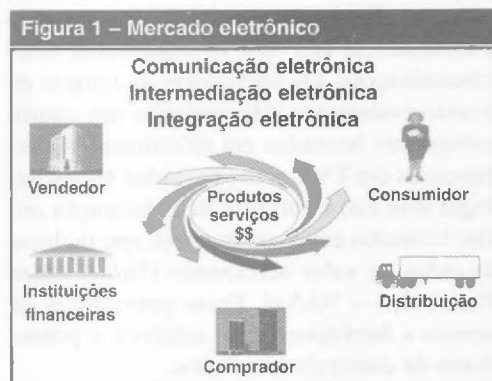 Figura 1 – Mercado eletrônico
Comunicação eletrônica
Intermediação eletrônica
Integração eletrônica
Vendedor
Produtos
serviços
$$
Consumidor
Instituições
financeiras
Distribuição
Comprador